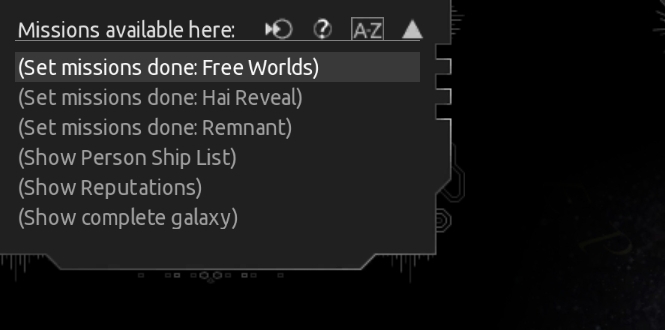 Missions available here: ? A-Z
(Set missions done: Free Worlds)
(Set missions done: Hai Reveal)
(Set missions done: Remnant)
(Show Person Ship List)
(Show Reputations)
(Show complete galaxy)